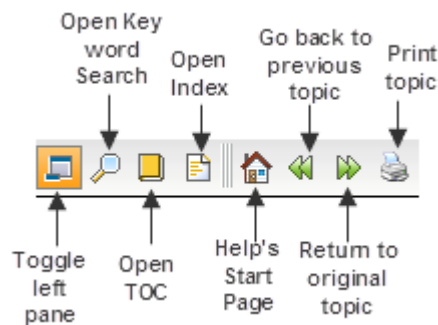 Open Key
word
Search
Open
Index
Go back to
previous
topic
Print
topic
Toggle
left
pane
Open
TOC
Help's
Start
Page
Return to
original
topic